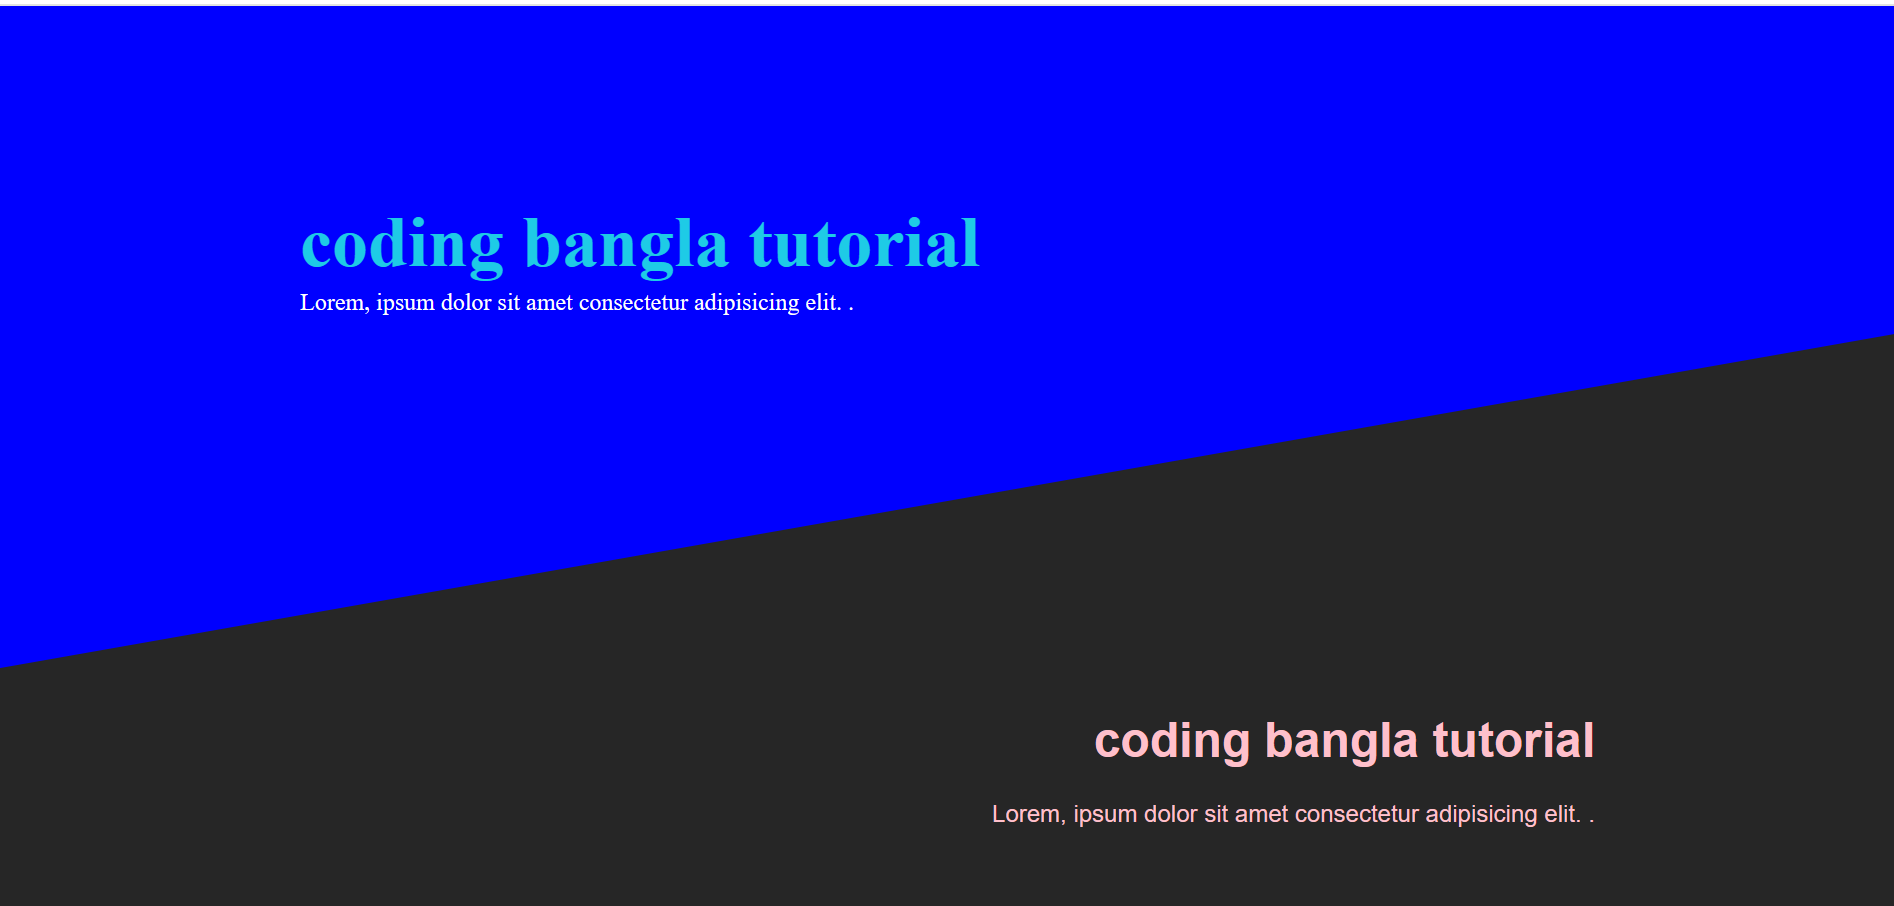 coding bangla tutorial
Lorem, ipsum dolor sit amet consectetur adipisicing elit. .
coding bangla tutorial
Lorem, ipsum dolor sit amet consectetur adipisicing elit. .